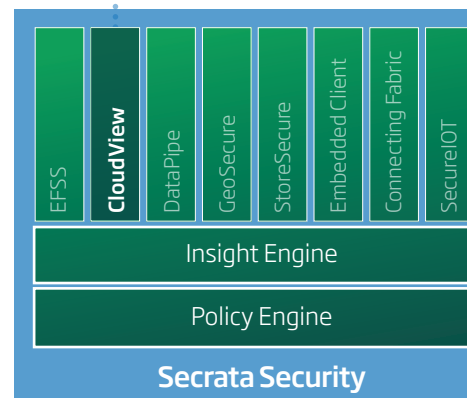 EFSS
CloudView
DataPipe
GeoSecure
StoreSecure
Embedded Client
Connecting Fabric
SecureIOT
Insight Engine
Policy Engine
Secrata Security